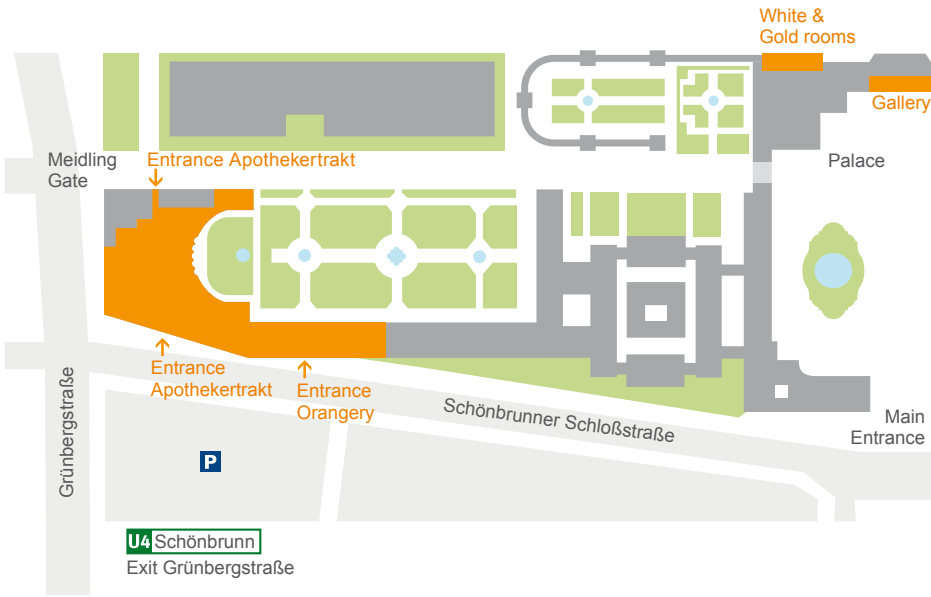 White &
Gold rooms
Gallery
Meidling
Gate
Entrance Apothekertrakt
Palace
Entrance
Apothekertrakt
Entrance
Orangery
Schönbrunner Schloßstraße
Main
Entrance
Grünbergstraße
P
U4 Schönbrunn
Exit Grünbergstraße